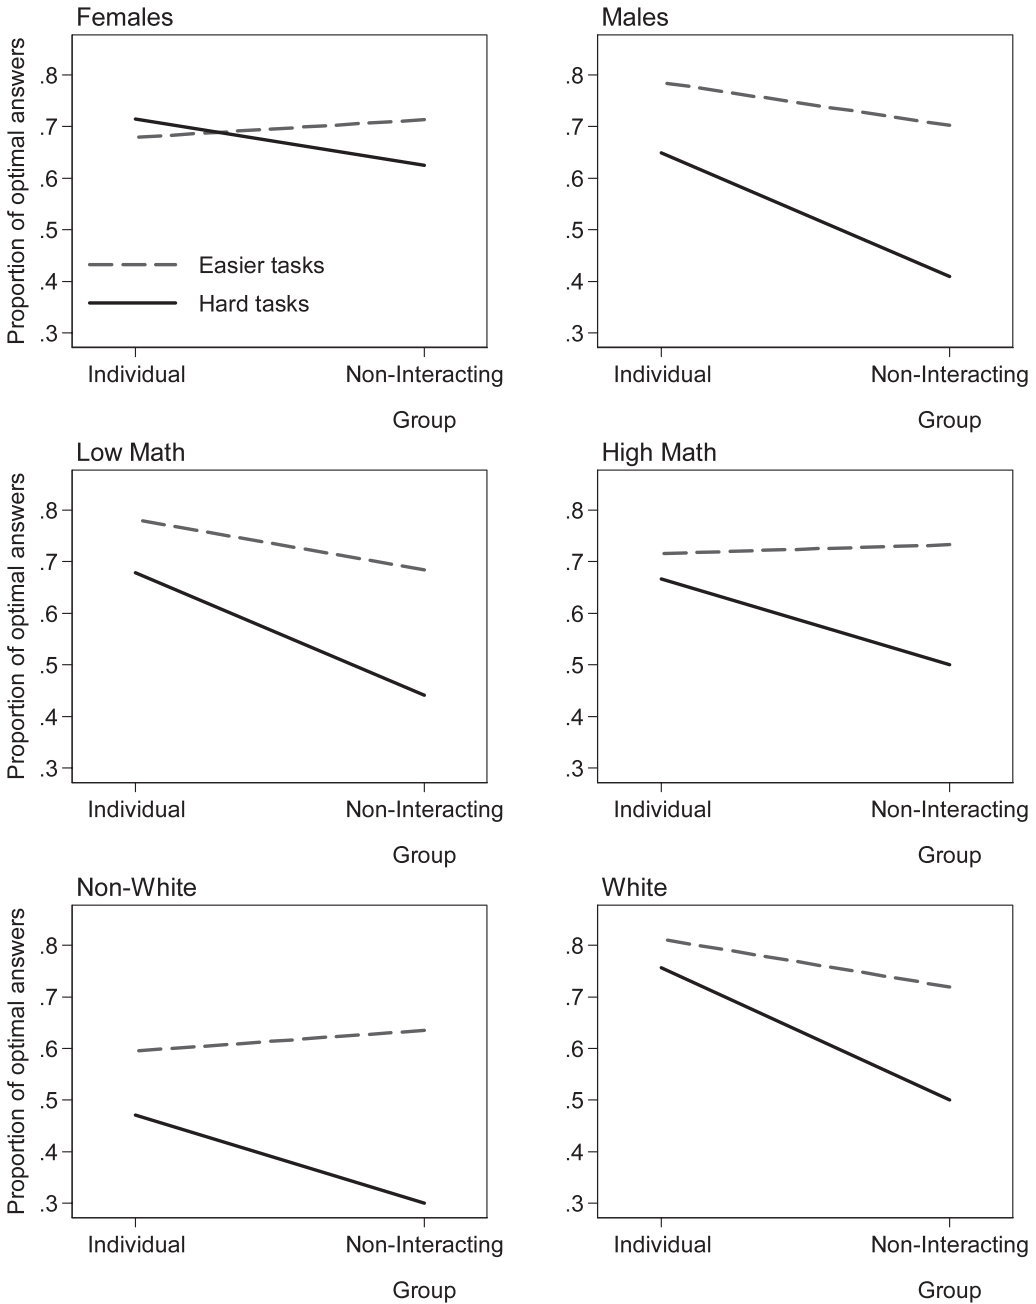 Females
Proportion of optimal answers
.8
.7
.6
.5
.4
.3
Easier tasks
Hard tasks
Individual
Non-Interacting
Group
Males
.8
.7
.6
.5
.4
.3
Individual
Non-Interacting
Group
Low Math
Proportion of optimal answers
.8
.7
.6
.5
.4
.3
Individual
Non-Interacting
Group
High Math
.8
.7
.6
.5
.4
.3
Individual
Non-Interacting
Group
Non-White
Proportion of optimal answers
.8
.7
.6
.5
.4
.3
Individual
Non-Interacting
Group
White
.8
.7
.6
.5
.4
.3
Individual
Non-Interacting
Group